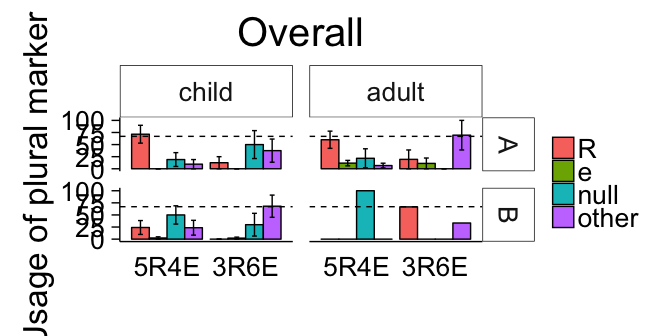 Overall
Usage of plural marker
child
adult
100
75
50
25
0
A
100
75
50
25
0
B
5R4E 3R6E 5R4E 3R6E
R
e
null
other